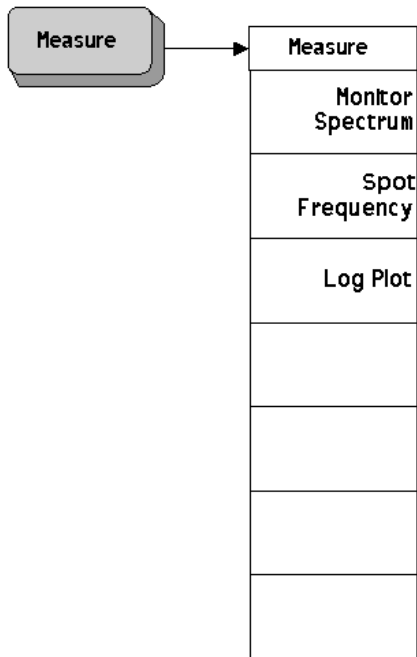 Measure
Measure
Monitor
Spectrum
Spot
Frequency
Log Plot